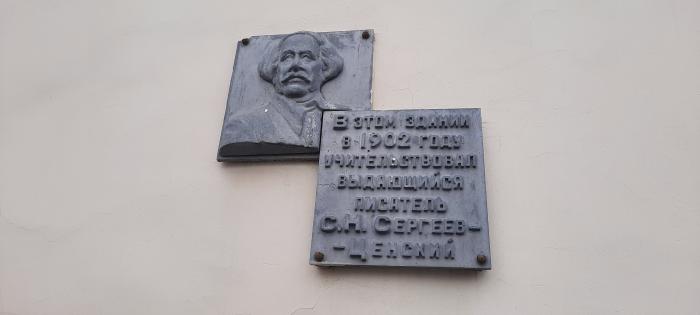 В этом здании
в 1902 году
учительствовал
выдающийся
писатель
С.Н. Сергеев-
-Ценский